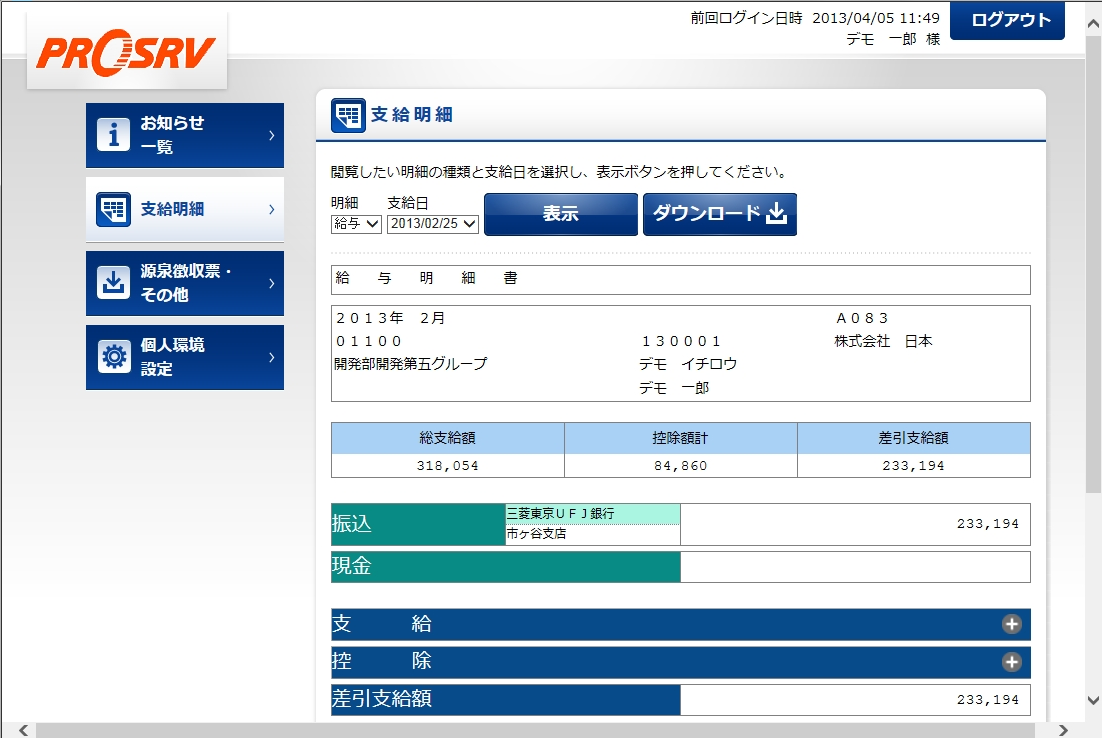 前回ログイン日時 2013/04/05 11:49
デモ　一郎 様
ログアウト
PROSRV
お知らせ
一覧
支給明細
源泉徴収票・
その他
個人環境
設定
支給明細
閲覧したい明細の種類と支給日を選択し、表示ボタンを押してください。
明細 支給日
給与 2013/02/25 表示 ダウンロード
給　与　明　細　書
２０１３年　２月 Ａ０８３
０１１００ １３０００１ 株式会社　日本
開発部開発第五グループ デモ　イチロウ
デモ　一郎
総支給額 控除額計 差引支給額
318,054 84,860 233,194
振込 三菱東京ＵＦＪ銀行 233,194
市ヶ谷支店
現金
支　　　給
控　　　除
差引支給額 233,194